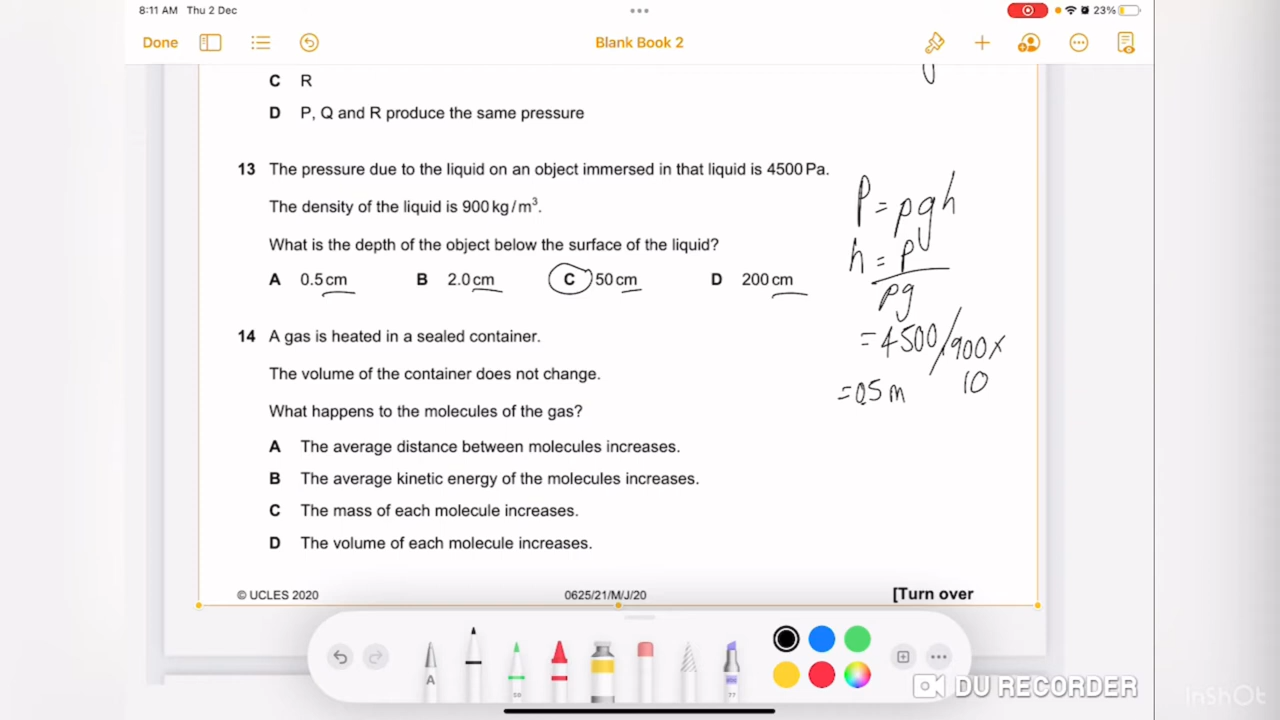 8:11 AM Thu 2 Dec
23%
Done
Blank Book 2
C R
D P, Q and R produce the same pressure
13 The pressure due to the liquid on an object immersed in that liquid is 4500 Pa.
The density of the liquid is 900 kg/m³.
What is the depth of the object below the surface of the liquid?
A 0.5 cm B 2.0 cm C 50 cm D 200 cm
P = ρgh
h = P
ρg
= 4500/900 x
10
= 0.5 m
14 A gas is heated in a sealed container.
The volume of the container does not change.
What happens to the molecules of the gas?
A The average distance between molecules increases.
B The average kinetic energy of the molecules increases.
C The mass of each molecule increases.
D The volume of each molecule increases.
© UCLES 2020
0625/21/M/J/20
[Turn over
A
50
77
DU RECORDER
InShOt